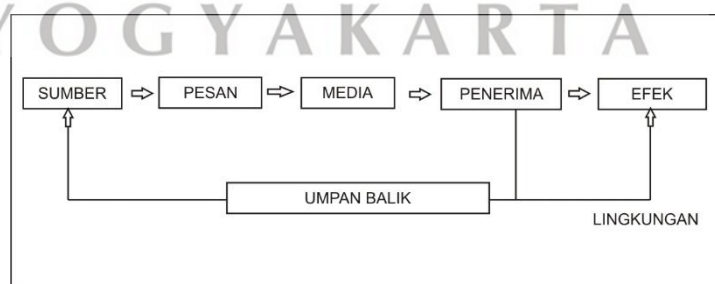 YOGYAKARTA
SUMBER
PESAN
MEDIA
PENERIMA
EFEK
UMPAN BALIK
LINGKUNGAN